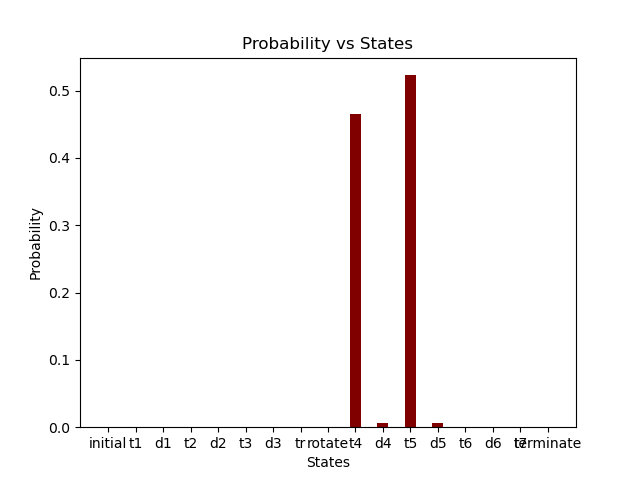 Probability vs States
0.5
0.4
0.3
0.2
0.1
0.0
Probability
initial t1 d1 t2 d2 t3 d3 tr rotate t4 d4 t5 d5 t6 d6 t7 terminate
States